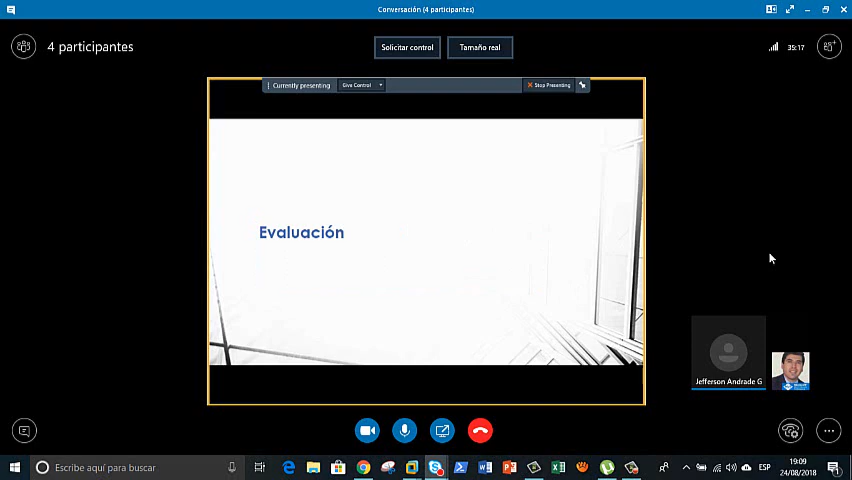 Conversación (4 participantes)
4 participantes
Solicitar control
Tamaño real
35:17
Currently presenting
Give Control
Stop Presenting
Evaluación
Jefferson Andrade G
Escribe aquí para buscar
ESP
19:09
24/08/2018